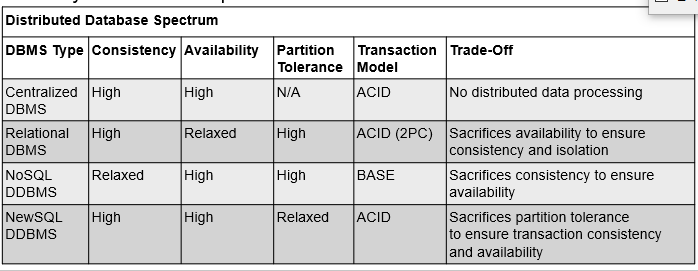 Distributed Database Spectrum
DBMS Type Consistency Availability Partition Tolerance Transaction Model Trade-Off
Centralized DBMS High High N/A ACID No distributed data processing
Relational DBMS High Relaxed High ACID (2PC) Sacrifices availability to ensure consistency and isolation
NoSQL DDBMS Relaxed High High BASE Sacrifices consistency to ensure availability
NewSQL DDBMS High High Relaxed ACID Sacrifices partition tolerance to ensure transaction consistency and availability